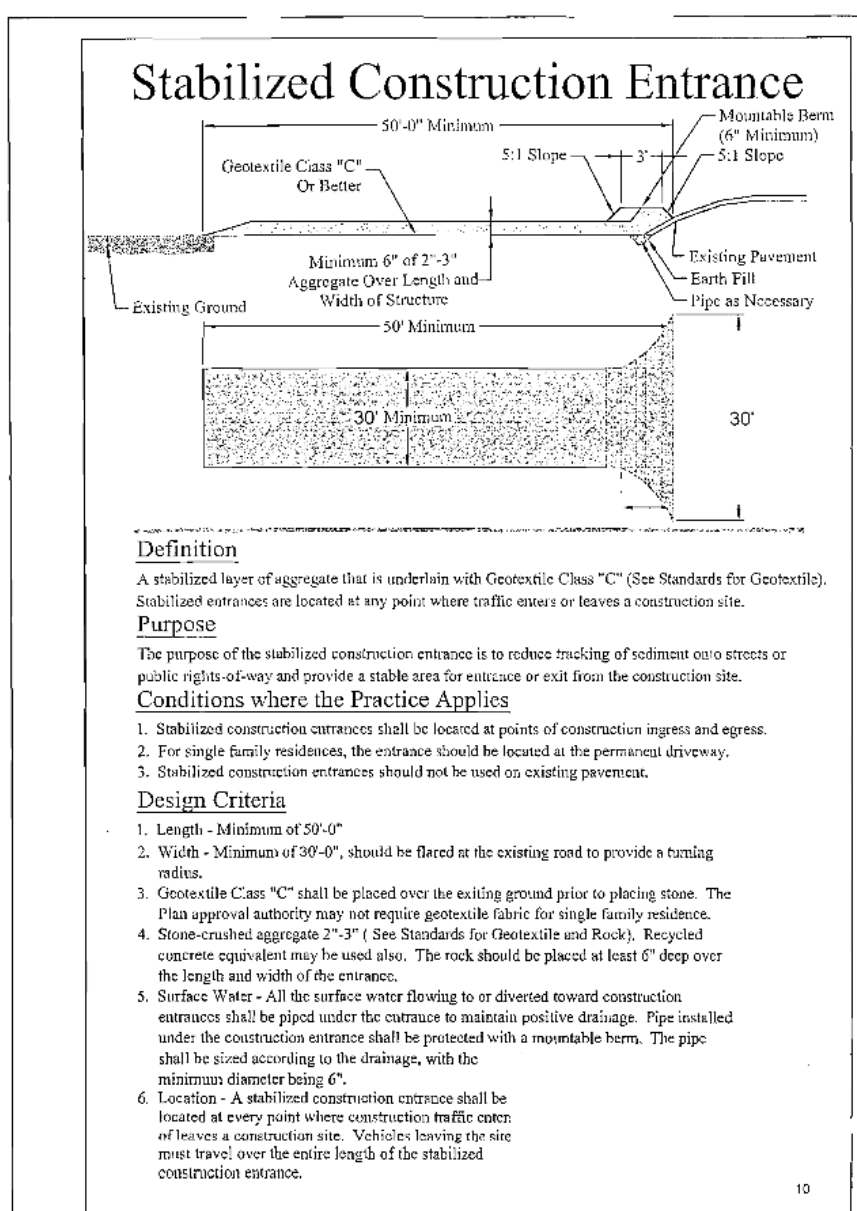 Stabilized Construction Entrance
50'-0" Minimum
Mountable Berm
(6" Minimum)
5:1 Slope
3'
5:1 Slope
Geotextile Class "C"
Or Better
Minimum 6" of 2"-3"
Aggregate Over Length and
Width of Structure
Existing Pavement
Earth Fill
Pipe as Necessary
Existing Ground
50' Minimum
30' Minimum
30'
Definition
A stabilized layer of aggregate that is underlain with Geotextile Class "C" (See Standards for Geotextile).
Stabilized entrances are located at any point where traffic enters or leaves a construction site.
Purpose
The purpose of the stabilized construction entrance is to reduce tracking of sediment onto streets or
public rights-of-way and provide a stable area for entrance or exit from the construction site.
Conditions where the Practice Applies
1. Stabilized construction entrances shall be located at points of construction ingress and egress.
2. For single family residences, the entrance should be located at the permanent driveway.
3. Stabilized construction entrances should not be used on existing pavement.
Design Criteria
1. Length - Minimum of 50'-0"
2. Width - Minimum of 30'-0", should be flared at the existing road to provide a turning
radius.
3. Geotextile Class "C" shall be placed over the exiting ground prior to placing stone. The
Plan approval authority may not require geotextile fabric for single family residence.
4. Stone-crushed aggregate 2"-3" ( See Standards for Geotextile and Rock). Recycled
concrete equivalent may be used also. The rock should be placed at least 6" deep over
the length and width of the entrance.
5. Surface Water - All the surface water flowing to or diverted toward construction
entrances shall be piped under the entrance to maintain positive drainage. Pipe installed
under the construction entrance shall be protected with a mountable berm. The pipe
shall be sized according to the drainage, with the
minimum diameter being 6".
6. Location - A stabilized construction entrance shall be
located at every point where construction traffic enter
of leaves a construction site. Vehicles leaving the site
must travel over the entire length of the stabilized
construction entrance.
10